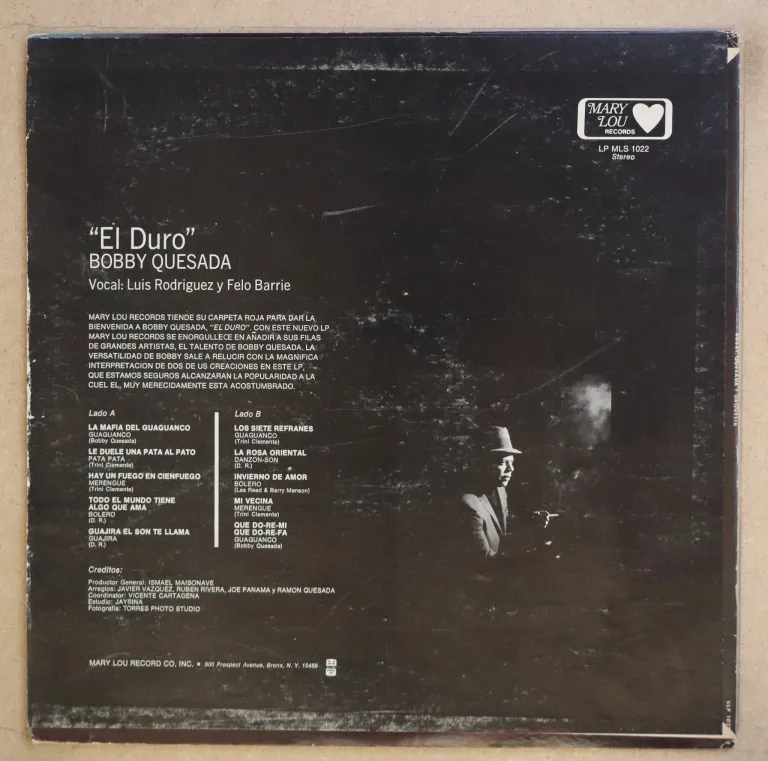 MARY
LOU
RECORDS
LP MLS 1022
Stereo
“El Duro”
BOBBY QUESADA
Vocal: Luis Rodriguez y Felo Barrie
MARY LOU RECORDS TIENDE SU CARPETA ROJA PARA DAR LA
BIENVENIDA A BOBBY QUESADA, "EL DURO". CON ESTE NUEVO LP
MARY LOU RECORDS SE ENORGULLECE EN AÑADIR A SUS FILAS
DE GRANDES ARTISTAS, EL TALENTO DE BOBBY QUESADA. LA
VERSATILIDAD DE BOBBY SALE A RELUCIR CON LA MAGNIFICA
INTERPRETACION DE DOS DE US CREACIONES EN ESTE LP,
QUE ESTAMOS SEGUROS ALCANZARAN LA POPULARIDAD A LA
CUEL EL, MUY MERECIDAMENTE ESTA ACOSTUMBRADO.
Lado A
LA MAFIA DEL GUAGUANCO
GUAGUANCO
(Bobby Quesada)
LE DUELE UNA PATA AL PATO
PATA PATA
(Trini Clemente)
HAY UN FUEGO EN CIENFUEGO
MERENGUE
(Trini Clemente)
TODO EL MUNDO TIENE
ALGO QUE AMA
BOLERO
(D. R.)
GUAJIRA EL SON TE LLAMA
GUAJIRA
(D. R.)
Lado B
LOS SIETE REFRANES
GUAGUANCO
(Trini Clemente)
LA ROSA ORIENTAL
DANZON-SON
(D. R.)
INVIERNO DE AMOR
BOLERO
(Les Reed & Barry Manson)
MI VECINA
MERENGUE
(Trini Clemente)
QUE DO-RE-MI
QUE DO-RE-FA
GUAGUANCO
(Bobby Quesada)
Creditos:
Productor General: ISMAEL MAISONAVE
Arreglos: JAVIER VAZQUEZ, RUBEN RIVERA, JOE PANAMA y RAMON QUESADA
Coordinator: VICENTE CARTAGENA
Estudio: JAYSINA
Fotografia: TORRES PHOTO STUDIO
MARY LOU RECORD CO, INC. ■ 900 Prospect Avenue, Bronx, N. Y. 10459